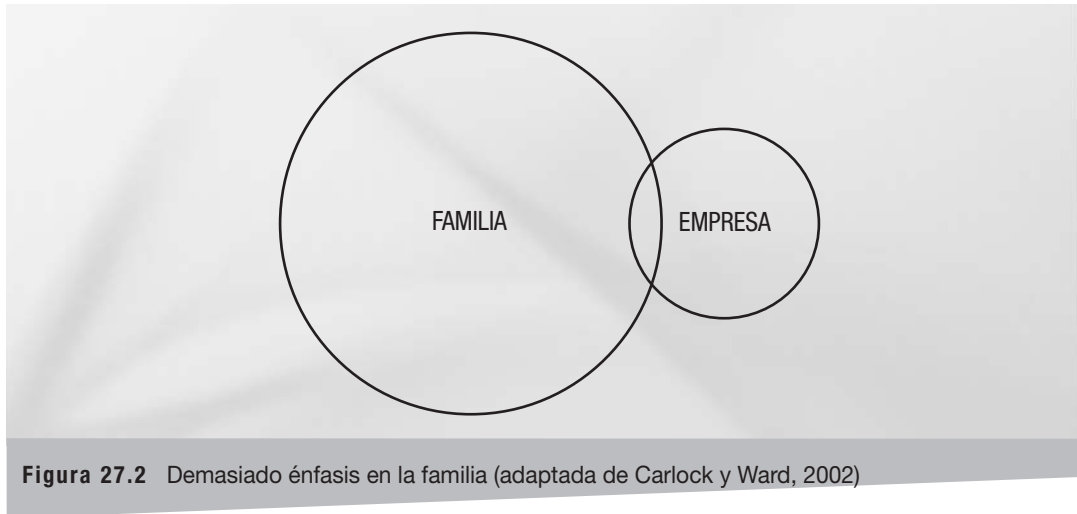 FAMILIA
EMPRESA
Figura 27.2 Demasiado énfasis en la familia (adaptada de Carlock y Ward, 2002)